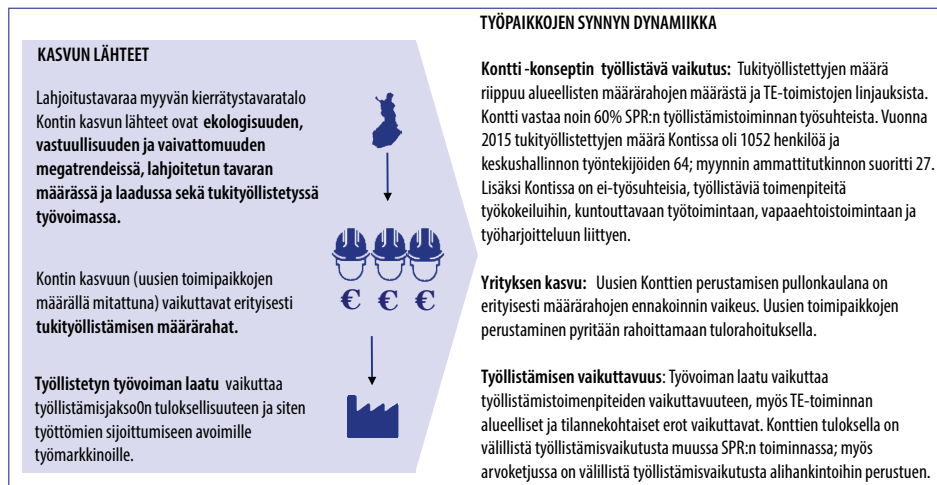 KASVUN LÄHTEET
Lahjoitustavaraa myyvän kierrätystavaratalo
Kontin kasvun lähteet ovat ekologisuuden,
vastuullisuuden ja vaivattomuuden
megatrendeissä, lahjoitetun tavaran
määrässä ja laadussa sekä tukityöllistetyssä
työvoimassa.
Kontin kasvuun (uusien toimipaikkojen
määrällä mitattuna) vaikuttavat erityisesti
tukityöllistämisen määrärahat.
Työllistetyn työvoiman laatu vaikuttaa
työllistämisjakso0n tuloksellisuuteen ja siten
työttömien sijoittumiseen avoimille
työmarkkinoille.
€ € €
TYÖPAIKKOJEN SYNNYN DYNAMIIKKA
Kontti -konseptin työllistävä vaikutus: Tukityöllistettyjen määrä
riippuu alueellisten määrärahojen määrästä ja TE-toimistojen linjauksista.
Kontti vastaa noin 60% SPR:n työllistämistoiminnan työsuhteista. Vuonna
2015 tukityöllistettyjen määrä Kontissa oli 1052 henkilöä ja
keskushallinnon työntekijöiden 64; myynnin ammattitutkinnon suoritti 27.
Lisäksi Kontissa on ei-työsuhteisia, työllistäviä toimenpiteitä
työkokeiluihin, kuntouttavaan työtoimintaan, vapaaehtoistoimintaan ja
työharjoitteluun liittyen.
Yrityksen kasvu: Uusien Konttien perustamisen pullonkaulana on
erityisesti määrärahojen ennakoinnin vaikeus. Uusien toimipaikkojen
perustaminen pyritään rahoittamaan tulorahoituksella.
Työllistämisen vaikuttavuus: Työvoiman laatu vaikuttaa
työllistämistoimenpiteiden vaikuttavuuteen, myös TE-toiminnan
alueelliset ja tilannekohtaiset erot vaikuttavat. Konttien tuloksella on
välillistä työllistämisvaikutusta muussa SPR:n toiminnassa; myös
arvoketjussa on välillistä työllistämisvaikutusta alihankintoihin perustuen.